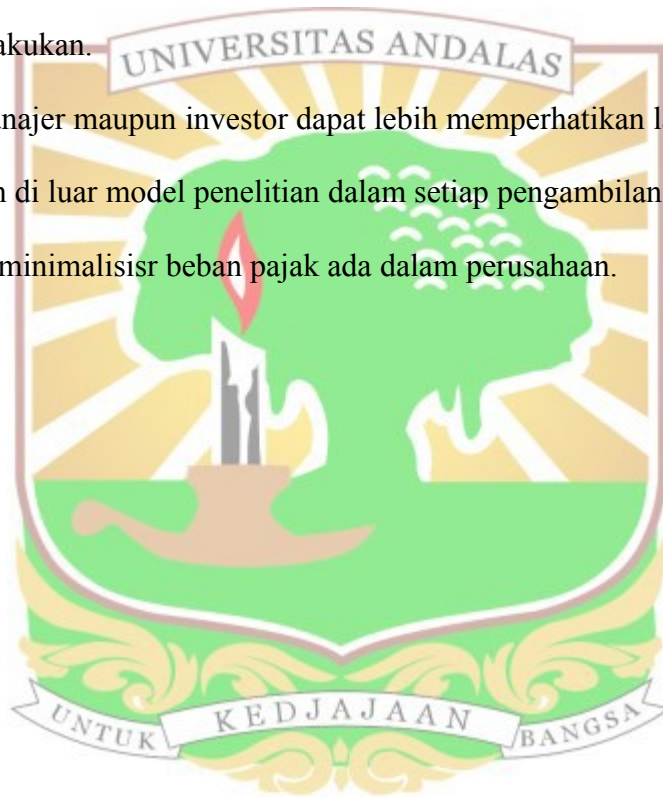 akukan.
UNIVERSITAS ANDALAS
najer maupun investor dapat lebih memperhatikan la
n di luar model penelitian dalam setiap pengambilan
minimalisisr beban pajak ada dalam perusahaan.
UNTUK KEDJAJAAN BANGSA